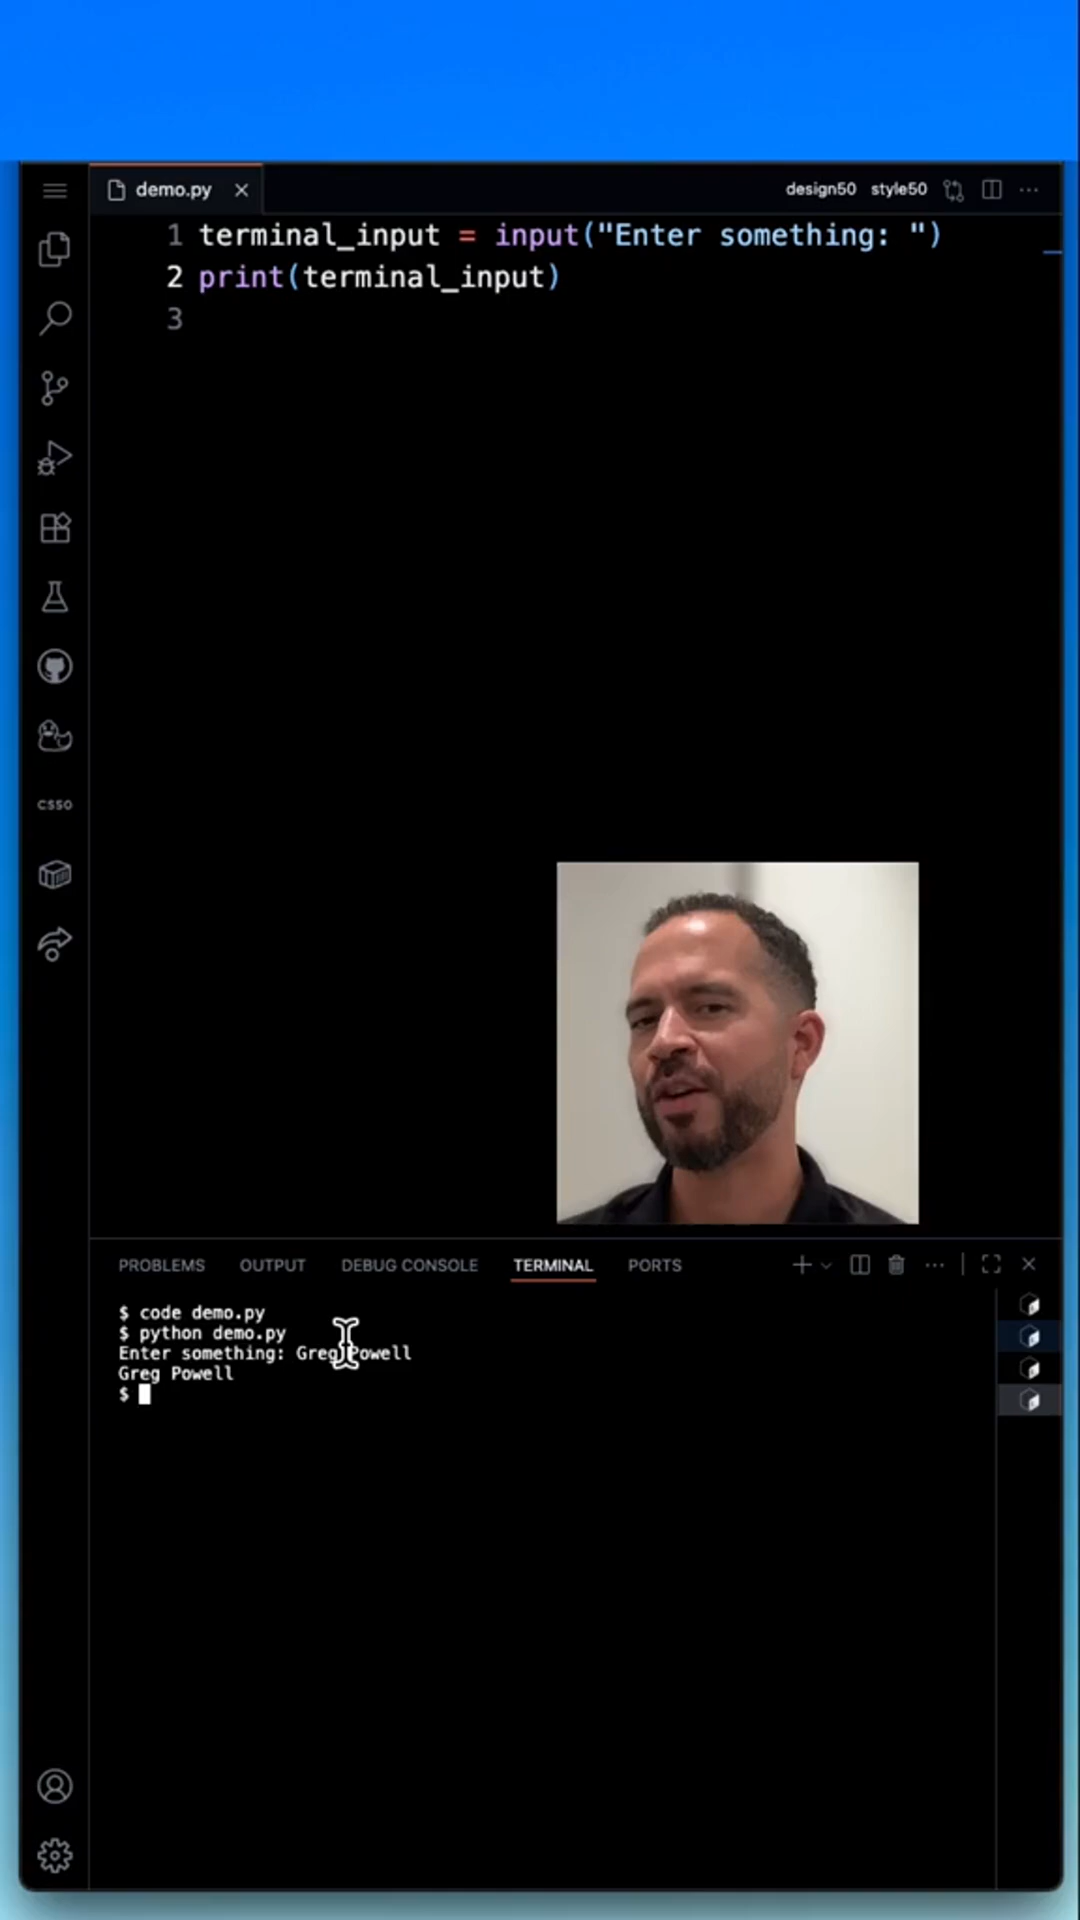 demo.py
design50 style50
1 terminal_input = input("Enter something: ")
2 print(terminal_input)
3
CS50
PROBLEMS OUTPUT DEBUG CONSOLE TERMINAL PORTS
$ code demo.py
$ python demo.py
Enter something: Greg Powell
Greg Powell
$